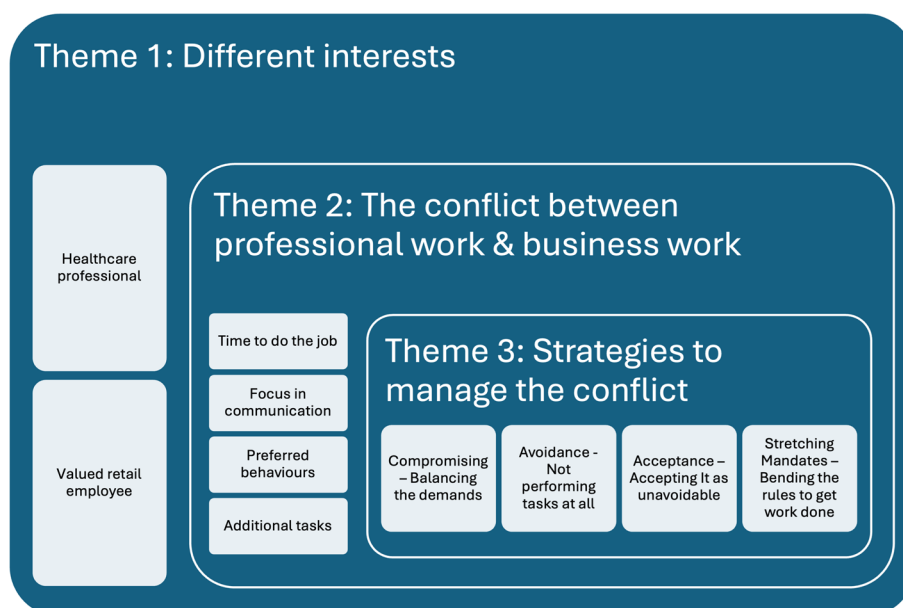 Theme 1: Different interests
Healthcare
professional
Valued retail
employee
Theme 2: The conflict between
professional work & business work
Time to do the job
Focus in
communication
Preferred
behaviours
Additional tasks
Theme 3: Strategies to
manage the conflict
Compromising
– Balancing
the demands
Avoidance -
Not
performing
tasks at all
Acceptance –
Accepting It as
unavoidable
Stretching
Mandates –
Bending the
rules to get
work done